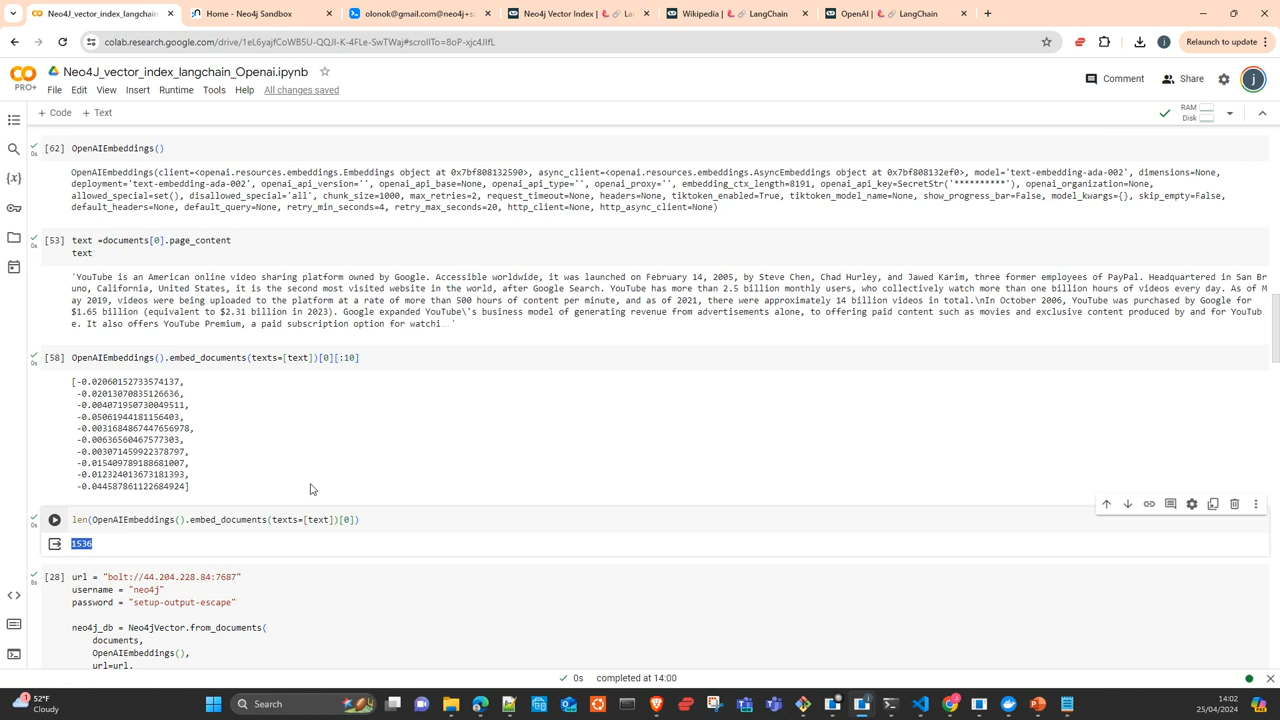 Neo4J_vector_index_langchain_
Home - Neo4j Sandbox
olonok@gmail.com@neo4j+s:
Neo4j Vector Index | 🦜️🔗 La
Wikipedia | 🦜️🔗 LangChain
OpenAI | 🦜️🔗 LangChain
colab.research.google.com/drive/1eL6yajfCoWB5U-QQJI-K-4FLe-SwTWaj#scrollTo=8oP-xjc4JIfL
Relaunch to update
PRO+
Neo4J_vector_index_langchain_Openai.ipynb
Comment
Share
j
File Edit View Insert Runtime Tools Help All changes saved
+ Code + Text
RAM
Disk
[62] OpenAIEmbeddings()
0s
OpenAIEmbeddings(client=<openai.resources.embeddings.Embeddings object at 0x7bf808132590>, async_client=<openai.resources.embeddings.AsyncEmbeddings object at 0x7bf808132ef0>, model='text-embedding-ada-002', dimensions=None,
deployment='text-embedding-ada-002', openai_api_version='', openai_api_base=None, openai_api_type='', openai_proxy='', embedding_ctx_length=8191, openai_api_key=SecretStr('**********'), openai_organization=None,
allowed_special=set(), disallowed_special='all', chunk_size=1000, max_retries=2, request_timeout=None, headers=None, tiktoken_enabled=True, tiktoken_model_name=None, show_progress_bar=False, model_kwargs={}, skip_empty=False,
default_headers=None, default_query=None, retry_min_seconds=4, retry_max_seconds=20, http_client=None, http_async_client=None)
[53] text =documents[0].page_content
0s
text
'YouTube is an American online video sharing platform owned by Google. Accessible worldwide, it was launched on February 14, 2005, by Steve Chen, Chad Hurley, and Jawed Karim, three former employees of PayPal. Headquartered in San Br
uno, California, United States, it is the second most visited website in the world, after Google Search. YouTube has more than 2.5 billion monthly users, who collectively watch more than one billion hours of videos every day. As of M
ay 2019, videos were being uploaded to the platform at a rate of more than 500 hours of content per minute, and as of 2021, there were approximately 14 billion videos in total.\nIn October 2006, YouTube was purchased by Google for
$1.65 billion (equivalent to $2.31 billion in 2023). Google expanded YouTube\'s business model of generating revenue from advertisements alone, to offering paid content such as movies and exclusive content produced by and for YouTub
e. It also offers YouTube Premium, a paid subscription option for watchi…'
[58] OpenAIEmbeddings().embed_documents(texts=[text])[0][:10]
0s
[-0.02060152733574137,
-0.02013070835126636,
-0.004071950730049511,
-0.05061944181156403,
-0.0031684867447656978,
-0.00636560467577303,
-0.003071459922378797,
-0.015409789188681007,
-0.012324013673181393,
-0.044587861122684924]
len(OpenAIEmbeddings().embed_documents(texts=[text])[0])
0s
1536
[28] url = "bolt://44.204.228.84:7687"
8s
username = "neo4j"
password = "setup-output-escape"
neo4j_db = Neo4jVector.from_documents(
documents,
OpenAIEmbeddings(),
url=url,
0s completed at 14:00
52°F
Cloudy
Search
14:02
25/04/2024